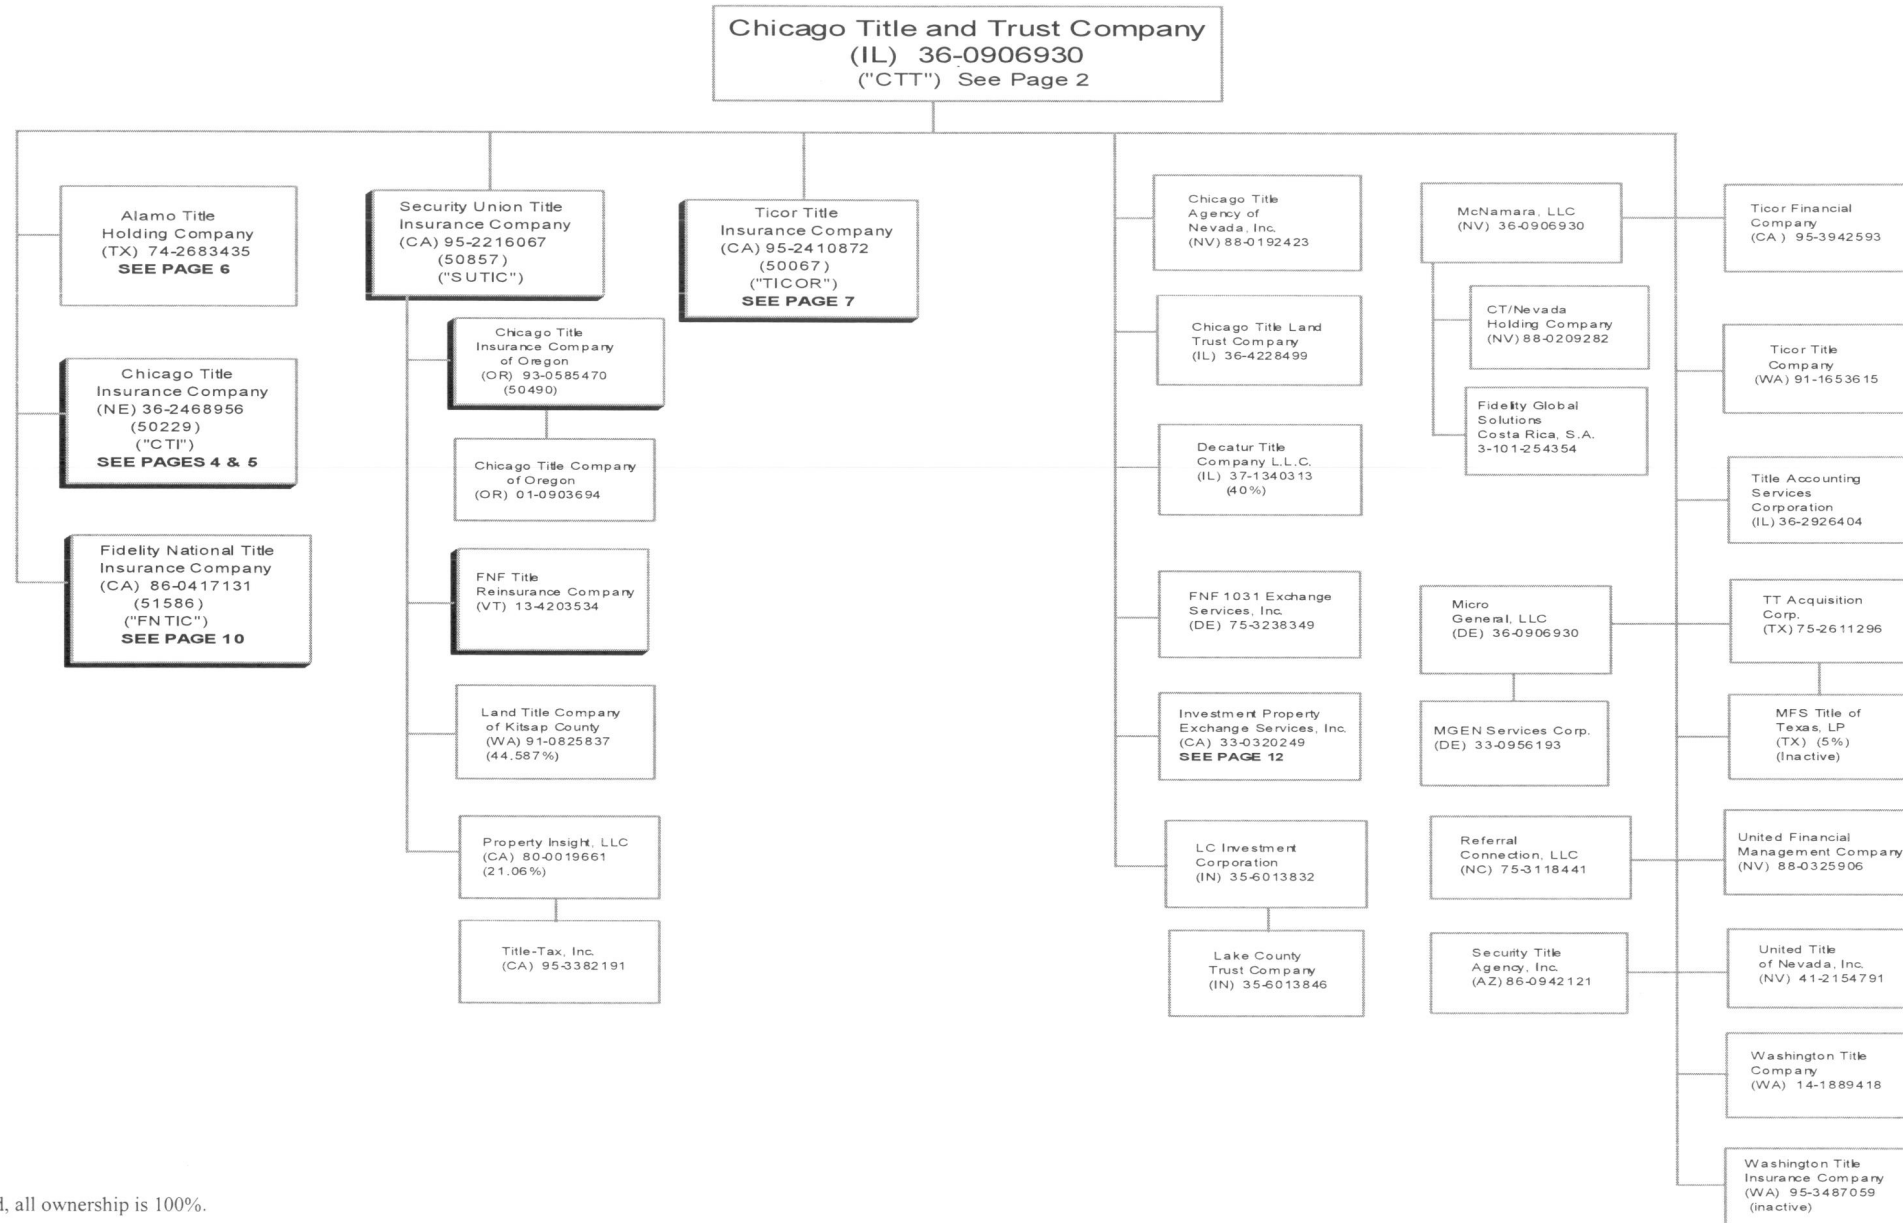 Chicago Title and Trust Company
(IL) 36-0906930
("CTT") See Page 2
Alamo Title
Holding Company
(TX) 74-2683435
SEE PAGE 6
Chicago Title
Insurance Company
(NE) 36-2468956
(50229)
("CTI")
SEE PAGES 4 & 5
Fidelity National Title
Insurance Company
(CA) 86-0417131
(51586)
("FNTIC")
SEE PAGE 10
Security Union Title
Insurance Company
(CA) 95-2216067
(50857)
("SUTIC")
Chicago Title
Insurance Company
of Oregon
(OR) 93-0585470
(50490)
Chicago Title Company
of Oregon
(OR) 01-0903694
FNF Title
Reinsurance Company
(VT) 13-4203534
Land Title Company
of Kitsap County
(WA) 91-0825837
(44.587%)
Property Insight, LLC
(CA) 80-0019661
(21.06%)
Title-Tax, Inc.
(CA) 95-3382191
Ticor Title
Insurance Company
(CA) 95-2410872
(50067)
("TICOR")
SEE PAGE 7
Chicago Title
Agency of
Nevada, Inc.
(NV) 88-0192423
Chicago Title Land
Trust Company
(IL) 36-4228499
Decatur Title
Company L.L.C.
(IL) 37-1340313
(40%)
FNF 1031 Exchange
Services, Inc.
(DE) 75-3238349
Investment Property
Exchange Services, Inc.
(CA) 33-0320249
SEE PAGE 12
LC Investment
Corporation
(IN) 35-6013832
Lake County
Trust Company
(IN) 35-6013846
McNamara, LLC
(NV) 36-0906930
CT/Nevada
Holding Company
(NV) 88-0209282
Fidelity Global
Solutions
Costa Rica, S.A.
3-101-254354
Micro
General, LLC
(DE) 36-0906930
MGEN Services Corp.
(DE) 33-0956193
Referral
Connection, LLC
(NC) 75-3118441
Security Title
Agency, Inc.
(AZ) 86-0942121
Ticor Financial
Company
(CA ) 95-3942593
Ticor Title
Company
(WA) 91-1653615
Title Accounting
Services
Corporation
(IL) 36-2926404
TT Acquisition
Corp.
(TX) 75-2611296
MFS Title of
Texas, LP
(TX) (5%)
(Inactive)
United Financial
Management Company
(NV) 88-0325906
United Title
of Nevada, Inc.
(NV) 41-2154791
Washington Title
Company
(WA) 14-1889418
Washington Title
Insurance Company
(WA) 95-3487059
(inactive)
d, all ownership is 100%.